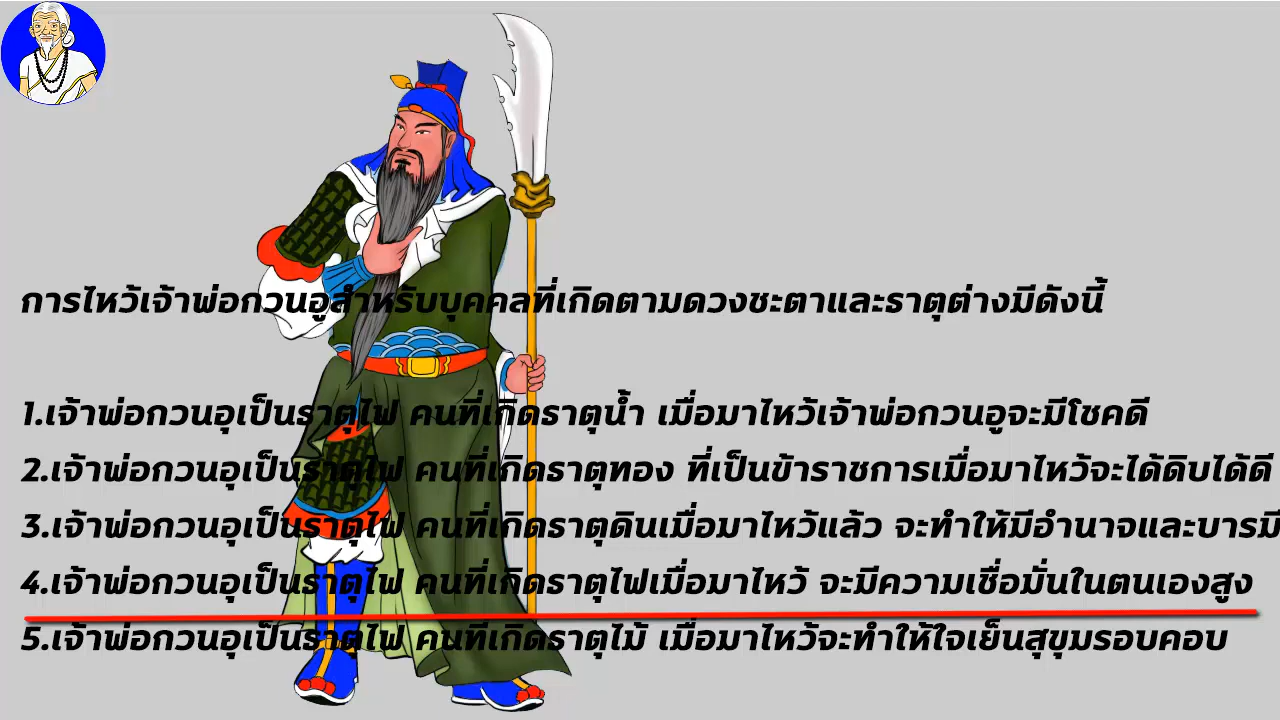 การไหว้เจ้าพ่อกวนอูสำหรับบุคคลที่เกิดตามดวงชะตาและธาตุต่างมีดังนี้
1.เจ้าพ่อกวนอุเป็นธาตุไฟ คนที่เกิดธาตุน้ำ เมื่อมาไหว้เจ้าพ่อกวนอูจะมีโชคดี
2.เจ้าพ่อกวนอุเป็นธาตุไฟ คนที่เกิดธาตุทอง ที่เป็นข้าราชการเมื่อมาไหว้จะได้ดิบได้ดี
3.เจ้าพ่อกวนอุเป็นธาตุไฟ คนที่เกิดธาตุดินเมื่อมาไหว้แล้ว จะทำให้มีอำนาจและบารมี
4.เจ้าพ่อกวนอุเป็นธาตุไฟ คนที่เกิดธาตุไฟเมื่อมาไหว้ จะมีความเชื่อมั่นในตนเองสูง
5.เจ้าพ่อกวนอุเป็นธาตุไฟ คนที่เกิดธาตุไม้ เมื่อมาไหว้จะทำให้ใจเย็นสุขุมรอบคอบ